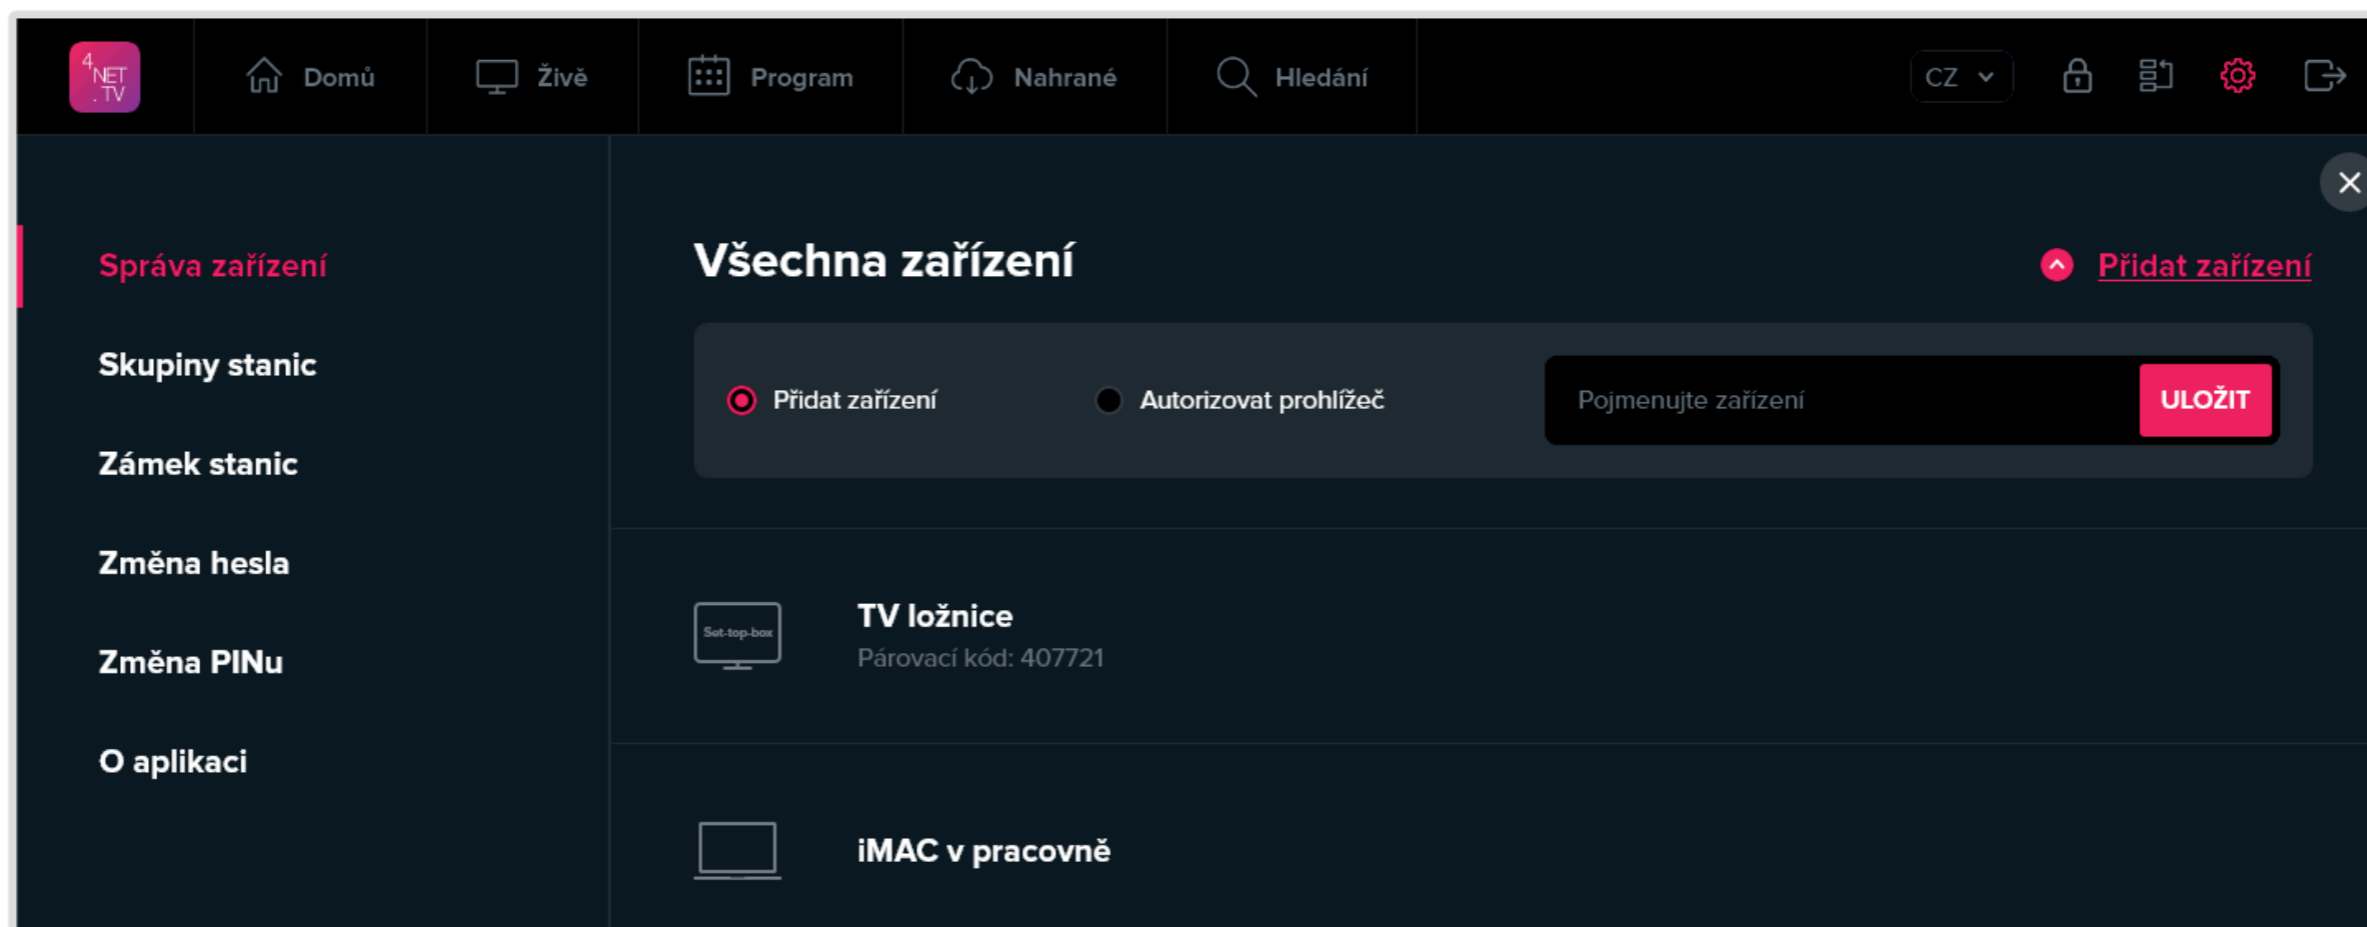 4
NET
.TV
Domů
Živě
Program
Nahrané
Hledání
CZ
Správa zařízení
Skupiny stanic
Zámek stanic
Změna hesla
Změna PINu
O aplikaci
Všechna zařízení
Přidat zařízení
Přidat zařízení
Autorizovat prohlížeč
Pojmenujte zařízení
ULOŽIT
Set-top-box
TV ložnice
Párovací kód: 407721
iMAC v pracovně